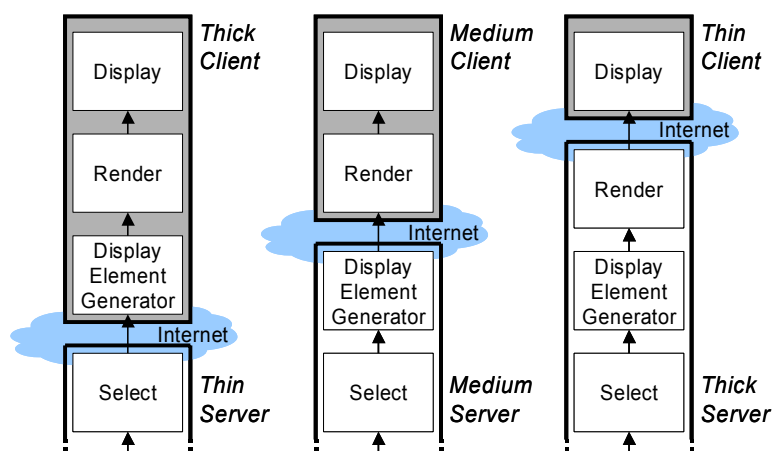 Thick
Client
Display
Render
Display
Element
Generator
Internet
Select
Thin
Server
Medium
Client
Display
Render
Internet
Display
Element
Generator
Select
Medium
Server
Thin
Client
Display
Internet
Render
Display
Element
Generator
Select
Thick
Server